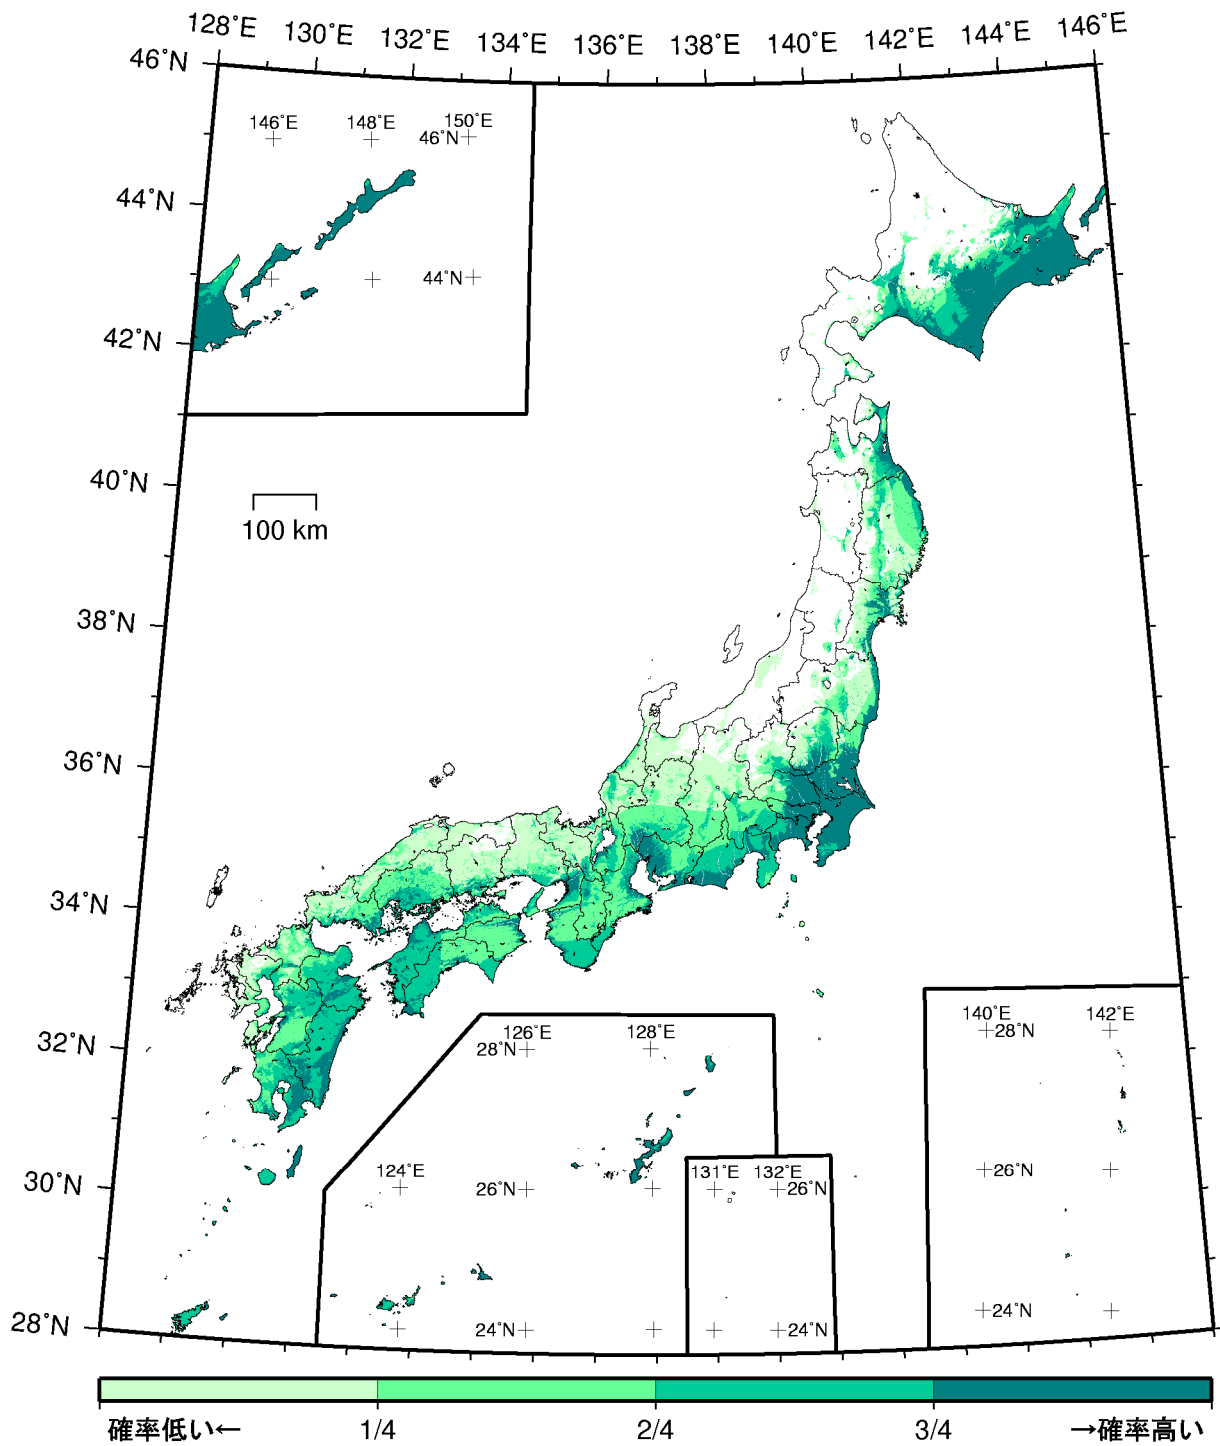 128°E 130°E 132°E 134°E 136°E 138°E 140°E 142°E 144°E 146°E
46°N
146°E 148°E 150°E
46°N
44°N
44°N
42°N
40°N
100 km
38°N
36°N
34°N
32°N
126°E 128°E
28°N
140°E 142°E
28°N
124°E
131°E 132°E
30°N
26°N
26°N
26°N
28°N
24°N
24°N
24°N
確率低い← 1/4 2/4 3/4 →確率高い